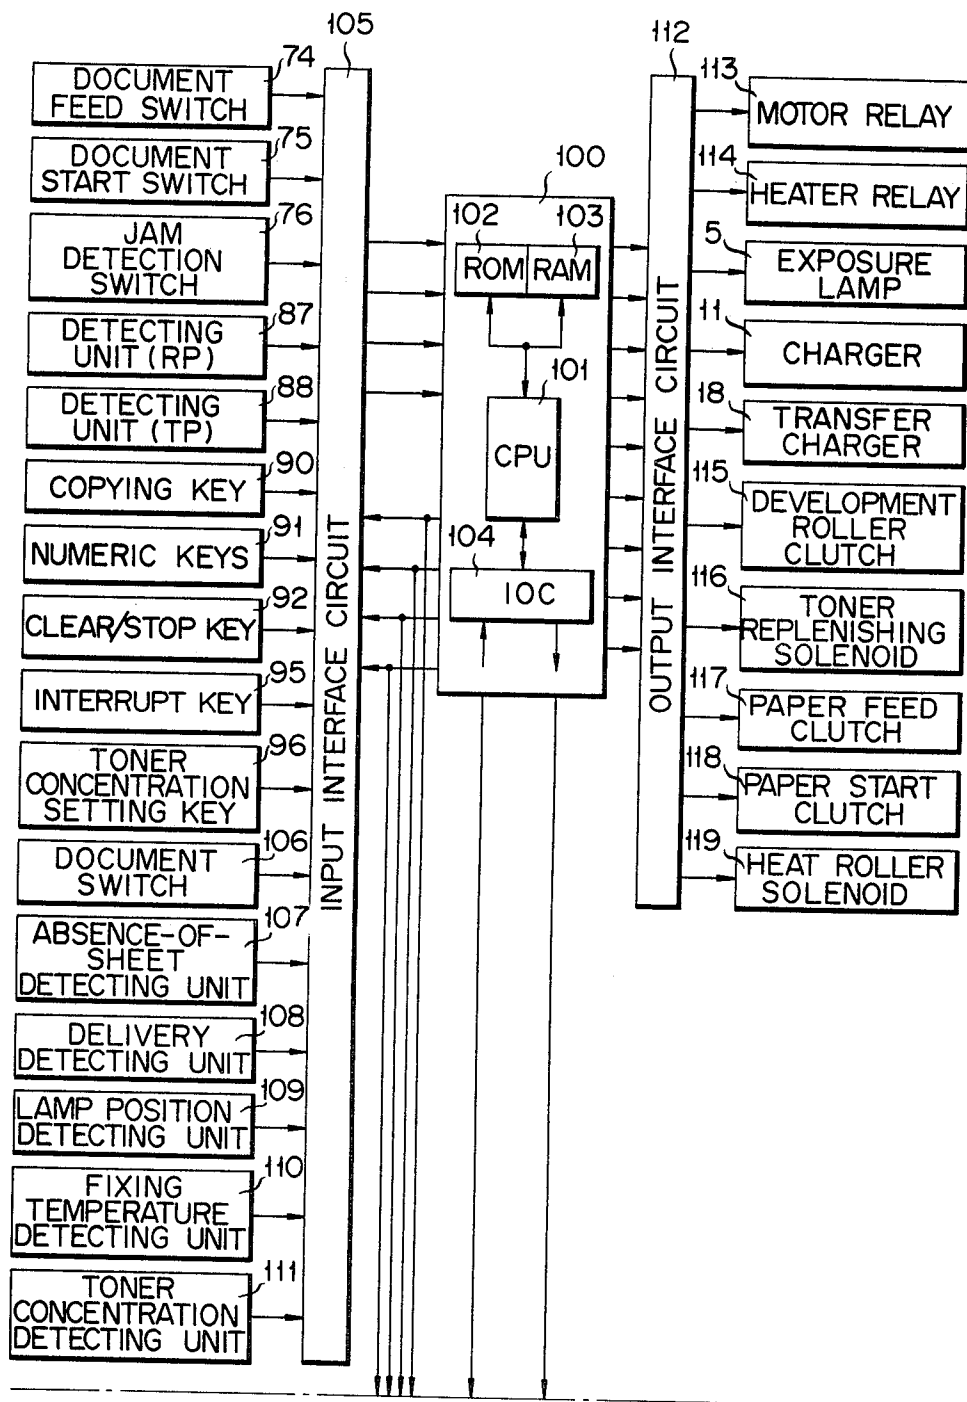 105
74
DOCUMENT
FEED SWITCH
75
DOCUMENT
START SWITCH
76
JAM
DETECTION
SWITCH
87
DETECTING
UNIT (RP)
88
DETECTING
UNIT (TP)
90
COPYING KEY
91
NUMERIC KEYS
92
CLEAR/STOP KEY
95
INTERRUPT KEY
96
TONER
CONCENTRATION
SETTING KEY
106
DOCUMENT
SWITCH
107
ABSENCE-OF-
SHEET
DETECTING UNIT
108
DELIVERY
DETECTING UNIT
109
LAMP POSITION
DETECTING UNIT
110
FIXING
TEMPERATURE
DETECTING UNIT
111
TONER
CONCENTRATION
DETECTING UNIT
INPUT INTERFACE CIRCUIT
100
102
103
ROM
RAM
101
CPU
104
IOC
112
OUTPUT INTERFACE CIRCUIT
113
MOTOR RELAY
114
HEATER RELAY
5
EXPOSURE
LAMP
11
CHARGER
18
TRANSFER
CHARGER
115
DEVELOPMENT
ROLLER
CLUTCH
116
TONER
REPLENISHING
SOLENOID
117
PAPER FEED
CLUTCH
118
PAPER START
CLUTCH
119
HEAT ROLLER
SOLENOID